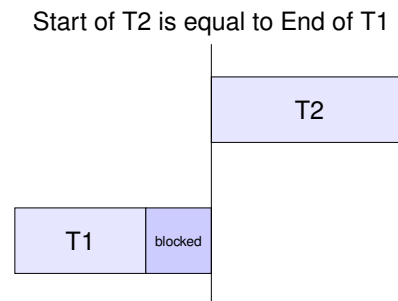 Start of T2 is equal to End of T1
T2
T1
blocked